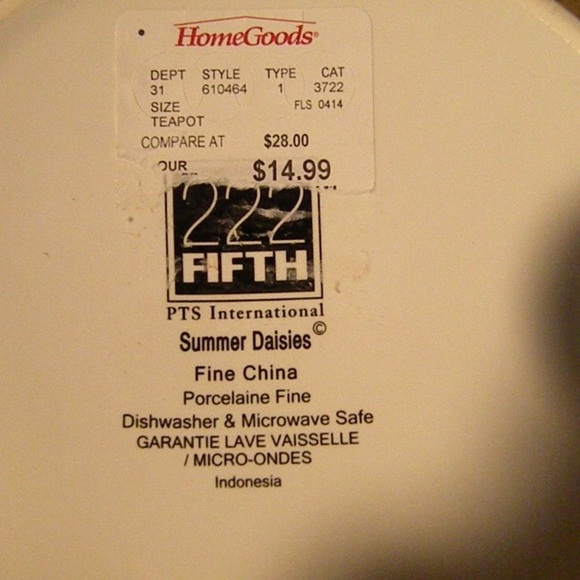 HomeGoods®
DEPT STYLE TYPE CAT
31 610464 1 3722
SIZE FLS 0414
TEAPOT
COMPARE AT $28.00
OUR $14.99
222
FIFTH
PTS International
Summer Daisies©
Fine China
Porcelaine Fine
Dishwasher & Microwave Safe
GARANTIE LAVE VAISSELLE
/ MICRO-ONDES
Indonesia